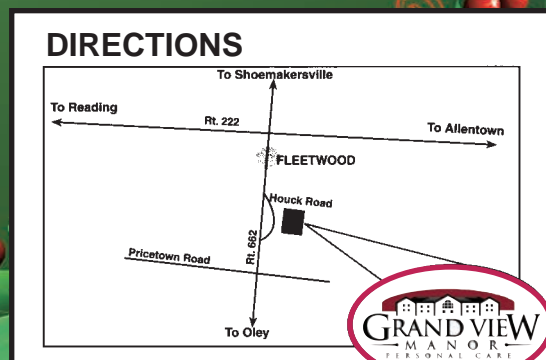 DIRECTIONS
To Shoemakersville
To Reading
Rt. 222
To Allentown
FLEETWOOD
Houck Road
Rt. 662
Pricetown Road
To Oley
GRAND VIEW
MANOR
PERSONAL CARE